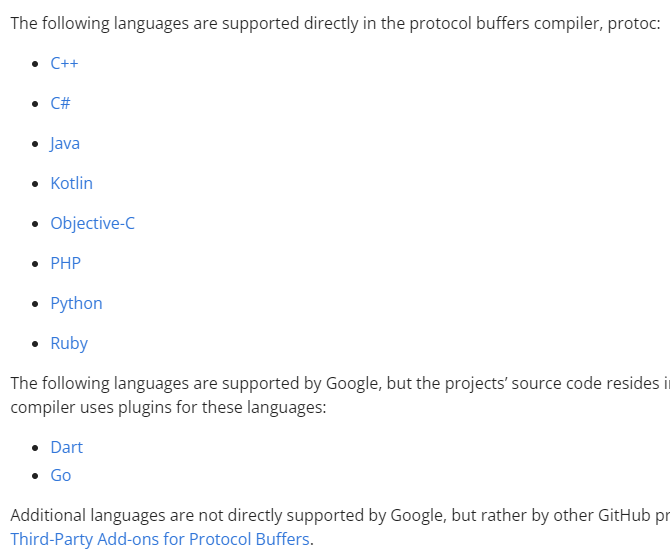 The following languages are supported directly in the protocol buffers compiler, protoc:
C++
C#
Java
Kotlin
Objective-C
PHP
Python
Ruby
The following languages are supported by Google, but the projects’ source code resides
compiler uses plugins for these languages:
Dart
Go
Additional languages are not directly supported by Google, but rather by other GitHub
Third-Party Add-ons for Protocol Buffers.